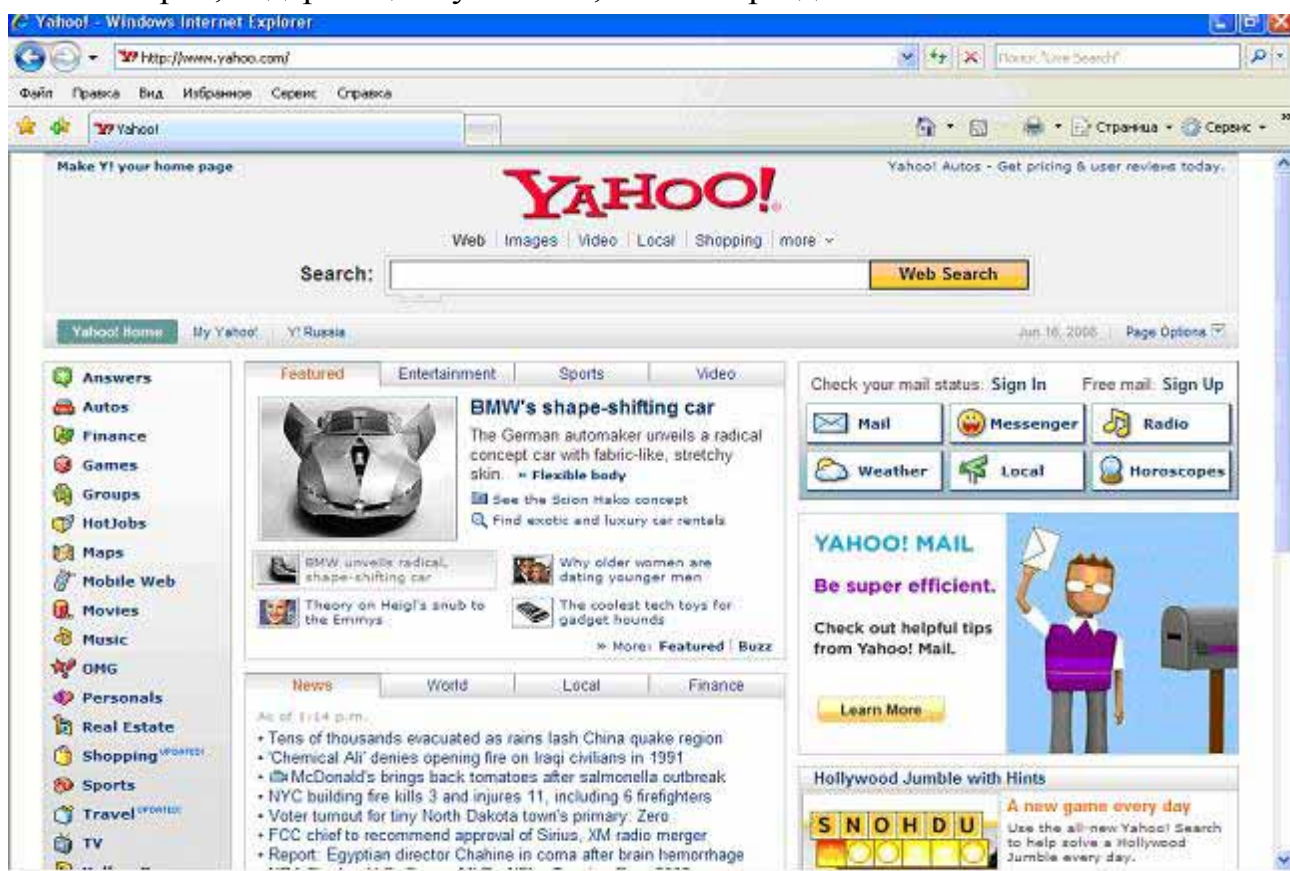 Yahoo! - Windows Internet Explorer
http://www.yahoo.com/
Поиск "Live Search"
Файл Правка Вид Избранное Сервис Справка
Yahoo!
Страница Сервис
Make Y! your home page
Yahoo! Autos - Get pricing & user reviews today.
YAHOO!
Web Images Video Local Shopping more
Search: Web Search
Yahoo! Home My Yahoo! Y! Russia
Jun 16, 2008 Page Options
Answers
Autos
Finance
Games
Groups
HotJobs
Maps
Mobile Web
Movies
Music
OMG
Personals
Real Estate
Shopping UPDATED!
Sports
Travel UPDATED!
TV
Featured Entertainment Sports Video
BMW's shape-shifting car
The German automaker unveils a radical
concept car with fabric-like, stretchy
skin. » Flexible body
See the Scion Hako concept
Find exotic and luxury car rentals
BMW unveils radical,
shape-shifting car
Why older women are
dating younger men
Theory on Heigl's snub to
the Emmys
The coolest tech toys for
gadget hounds
» More: Featured Buzz
News World Local Finance
As of 1:14 p.m.
• Tens of thousands evacuated as rains lash China quake region
• 'Chemical Ali' denies opening fire on Iraqi civilians in 1991
• McDonald's brings back tomatoes after salmonella outbreak
• NYC building fire kills 3 and injures 11, including 6 firefighters
• Voter turnout for tiny North Dakota town's primary: Zero
• FCC chief to recommend approval of Sirius, XM radio merger
• Report: Egyptian director Chahine in coma after brain hemorrhage
Check your mail status: Sign In Free mail: Sign Up
Mail Messenger Radio
Weather Local Horoscopes
YAHOO! MAIL
Be super efficient.
Check out helpful tips
from Yahoo! Mail.
Learn More
Hollywood Jumble with Hints
SNOHDU
A new game every day
Use the all-new Yahoo! Search
to help solve a Hollywood
Jumble every day.